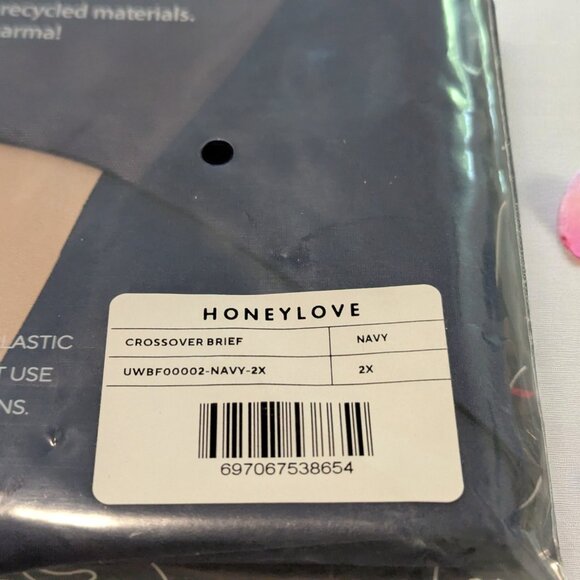 recycled materials.
arma!
HONEYLOVE
CROSSOVER BRIEF NAVY
UWBF00002-NAVY-2X 2X
697067538654
LASTIC
USE
NS.